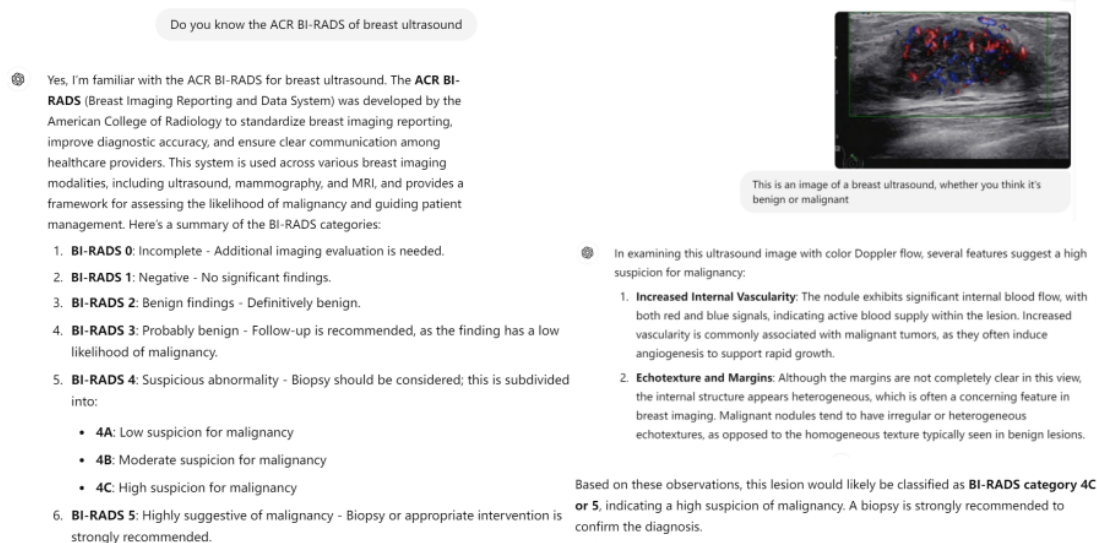 Do you know the ACR BI-RADS of breast ultrasound
Yes, I'm familiar with the ACR BI-RADS for breast ultrasound. The ACR BI-
RADS (Breast Imaging Reporting and Data System) was developed by the
American College of Radiology to standardize breast imaging reporting,
improve diagnostic accuracy, and ensure clear communication among
healthcare providers. This system is used across various breast imaging
modalities, including ultrasound, mammography, and MRI, and provides a
framework for assessing the likelihood of malignancy and guiding patient
management. Here's a summary of the BI-RADS categories:
1. BI-RADS 0: Incomplete - Additional imaging evaluation is needed.
2. BI-RADS 1: Negative - No significant findings.
3. BI-RADS 2: Benign findings - Definitively benign.
4. BI-RADS 3: Probably benign - Follow-up is recommended, as the finding has a low
likelihood of malignancy.
5. BI-RADS 4: Suspicious abnormality - Biopsy should be considered; this is subdivided
into:
• 4A: Low suspicion for malignancy
• 4B: Moderate suspicion for malignancy
• 4C: High suspicion for malignancy
6. BI-RADS 5: Highly suggestive of malignancy - Biopsy or appropriate intervention is
strongly recommended.
This is an image of a breast ultrasound, whether you think it's
benign or malignant
In examining this ultrasound image with color Doppler flow, several features suggest a high
suspicion for malignancy:
1. Increased Internal Vascularity: The nodule exhibits significant internal blood flow, with
both red and blue signals, indicating active blood supply within the lesion. Increased
vascularity is commonly associated with malignant tumors, as they often induce
angiogenesis to support rapid growth.
2. Echotexture and Margins: Although the margins are not completely clear in this view,
the internal structure appears heterogeneous, which is often a concerning feature in
breast imaging. Malignant nodules tend to have irregular or heterogeneous
echotextures, as opposed to the homogeneous texture typically seen in benign lesions.
Based on these observations, this lesion would likely be classified as BI-RADS category 4C
or 5, indicating a high suspicion of malignancy. A biopsy is strongly recommended to
confirm the diagnosis.